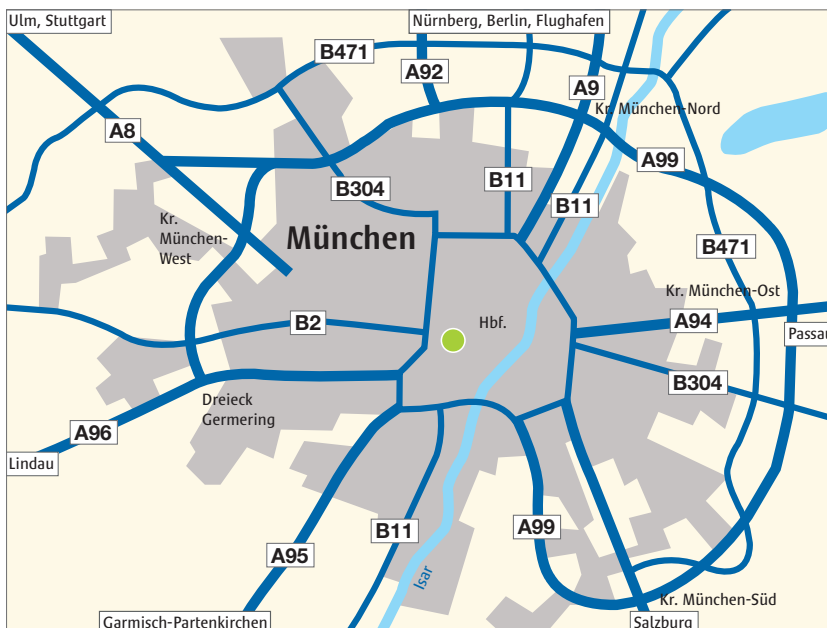 Ulm, Stuttgart
Nürnberg, Berlin, Flughafen
B471
A92
A9
Kr. München-Nord
A8
A99
B304
B11
B11
Kr.
München-
West
München
B471
Kr. München-Ost
B2
Hbf.
A94
Passau
B304
Dreieck
Germering
A96
Lindau
B11
A99
A95
Isar
Kr. München-Süd
Garmisch-Partenkirchen
Salzburg